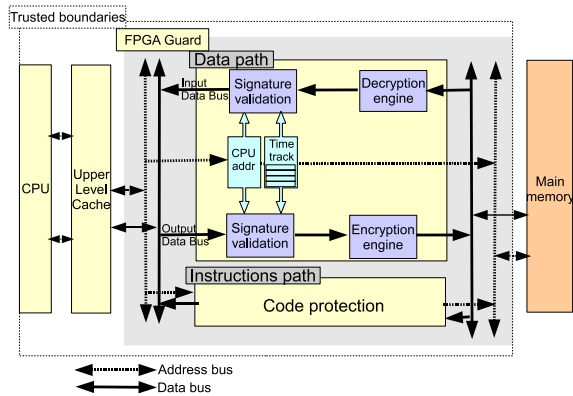 Trusted boundaries
FPGA Guard
Data path
Input
Data Bus
Signature
validation
Decryption
engine
CPU
Upper
Level
Cache
CPU
addr
Time
track
Main
memory
Output
Data Bus
Signature
validation
Encryption
engine
Instructions path
Code protection
Address bus
Data bus